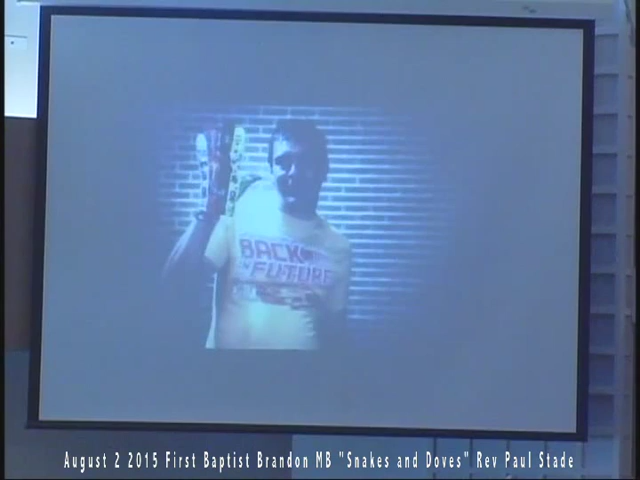 BACK
FUTURE
August 2 2015 First Baptist Brandon MB "Snakes and Doves" Rev Paul Stade